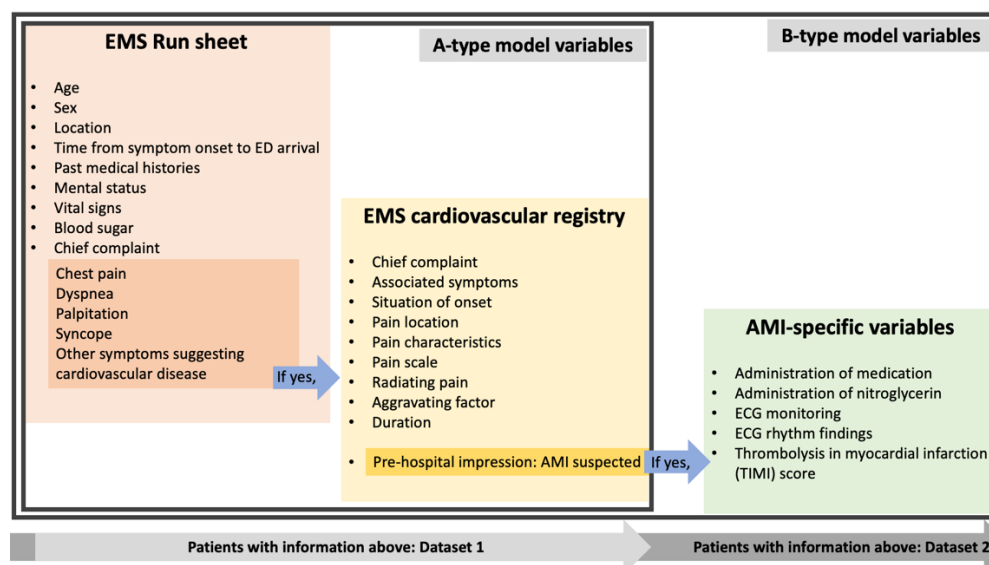 EMS Run sheet
A-type model variables
B-type model variables
• Age
• Sex
• Location
• Time from symptom onset to ED arrival
• Past medical histories
• Mental status
• Vital signs
• Blood sugar
• Chief complaint
Chest pain
Dyspnea
Palpitation
Syncope
Other symptoms suggesting
cardiovascular disease
If yes,
EMS cardiovascular registry
• Chief complaint
• Associated symptoms
• Situation of onset
• Pain location
• Pain characteristics
• Pain scale
• Radiating pain
• Aggravating factor
• Duration
• Pre-hospital impression: AMI suspected
If yes,
AMI-specific variables
• Administration of medication
• Administration of nitroglycerin
• ECG monitoring
• ECG rhythm findings
• Thrombolysis in myocardial infarction
(TIMI) score
Patients with information above: Dataset 1
Patients with information above: Dataset 2